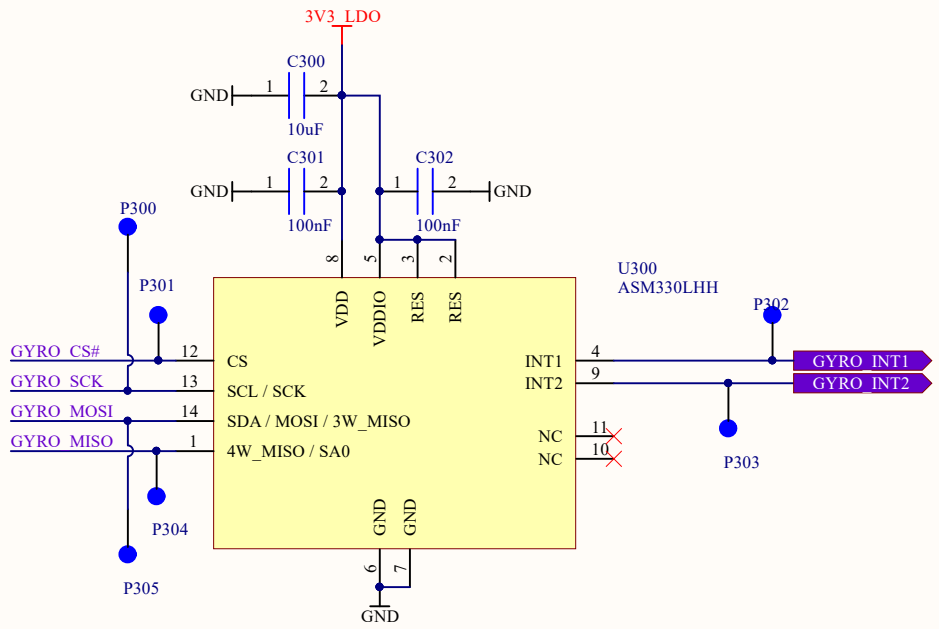 3V3_LDO
C300
GND 1 2
10uF
C301 C302
GND 1 2 1 2 GND
100nF 100nF
P300
8 5 3 2
P301
VDD VDDIO RES RES
U300
ASM330LHH
P302
GYRO_CS# 12 CS INT1 4 GYRO_INT1
GYRO_SCK 13 SCL / SCK INT2 9 GYRO_INT2
GYRO_MOSI 14 SDA / MOSI / 3W_MISO
NC 11
GYRO_MISO 1 4W_MISO / SA0 NC 10
P303
GND GND
P304
6 7
P305
GND